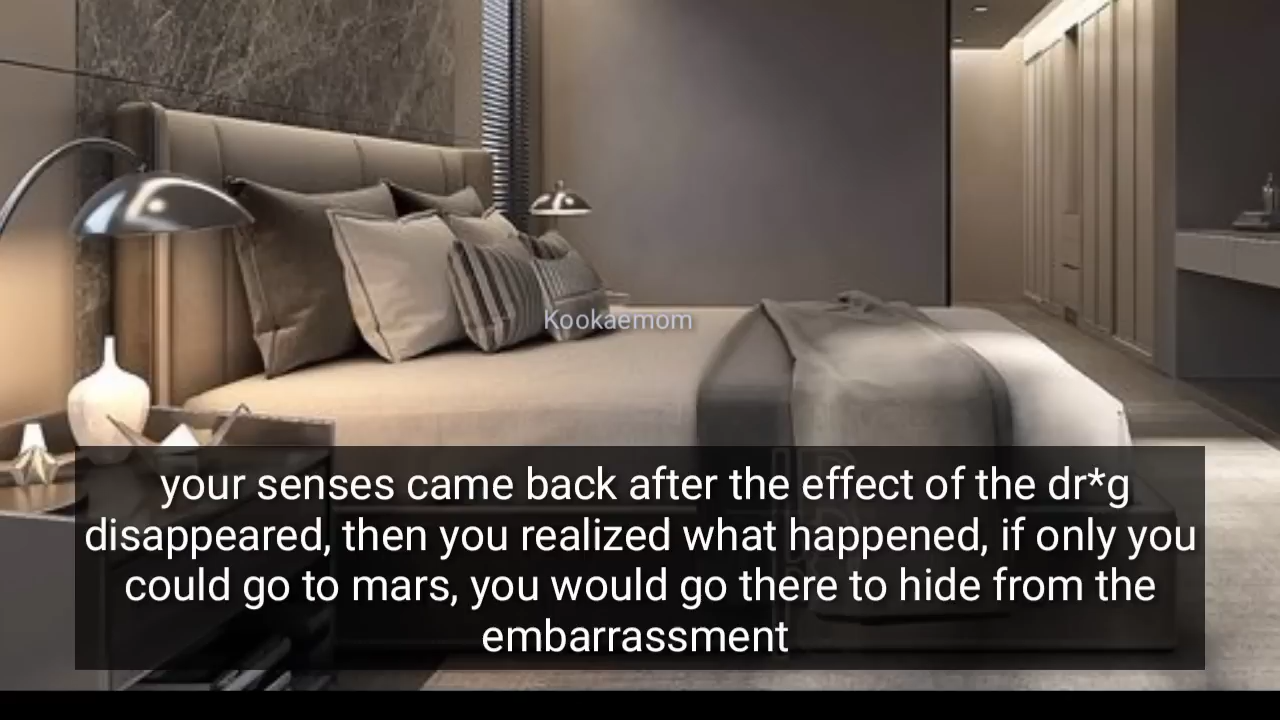 Kookaemom
your senses came back after the effect of the dr*g
disappeared, then you realized what happened, if only you
could go to mars, you would go there to hide from the
embarrassment